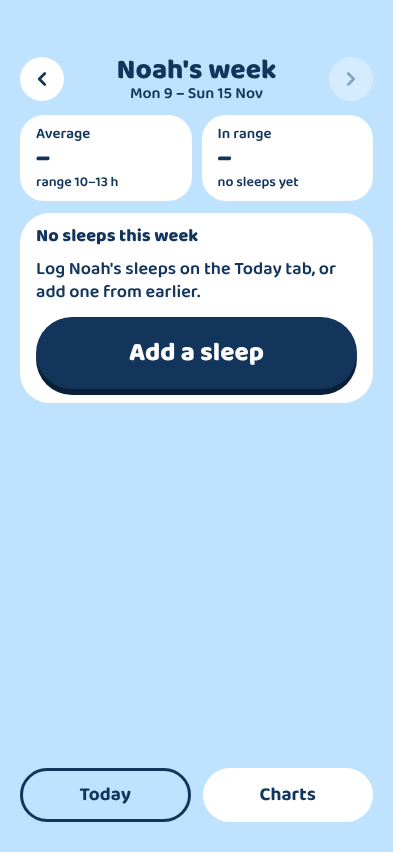 Noah's week
Mon 9 – Sun 15 Nov
Average
–
range 10–13 h
In range
–
no sleeps yet
No sleeps this week
Log Noah's sleeps on the Today tab, or
add one from earlier.
Add a sleep
Today
Charts